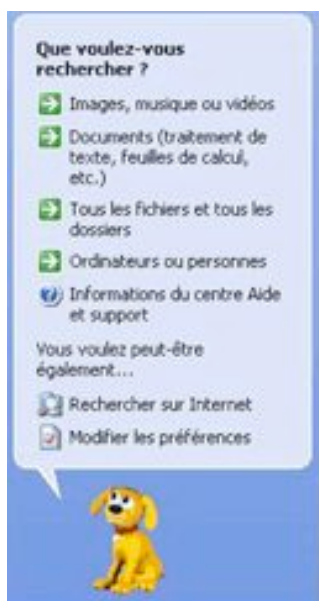 Que voulez-vous
rechercher ?
Images, musique ou vidéos
Documents (traitement de
texte, feuilles de calcul,
etc.)
Tous les fichiers et tous les
dossiers
Ordinateurs ou personnes
Informations du centre Aide
et support
Vous voulez peut-être
également...
Rechercher sur Internet
Modifier les préférences